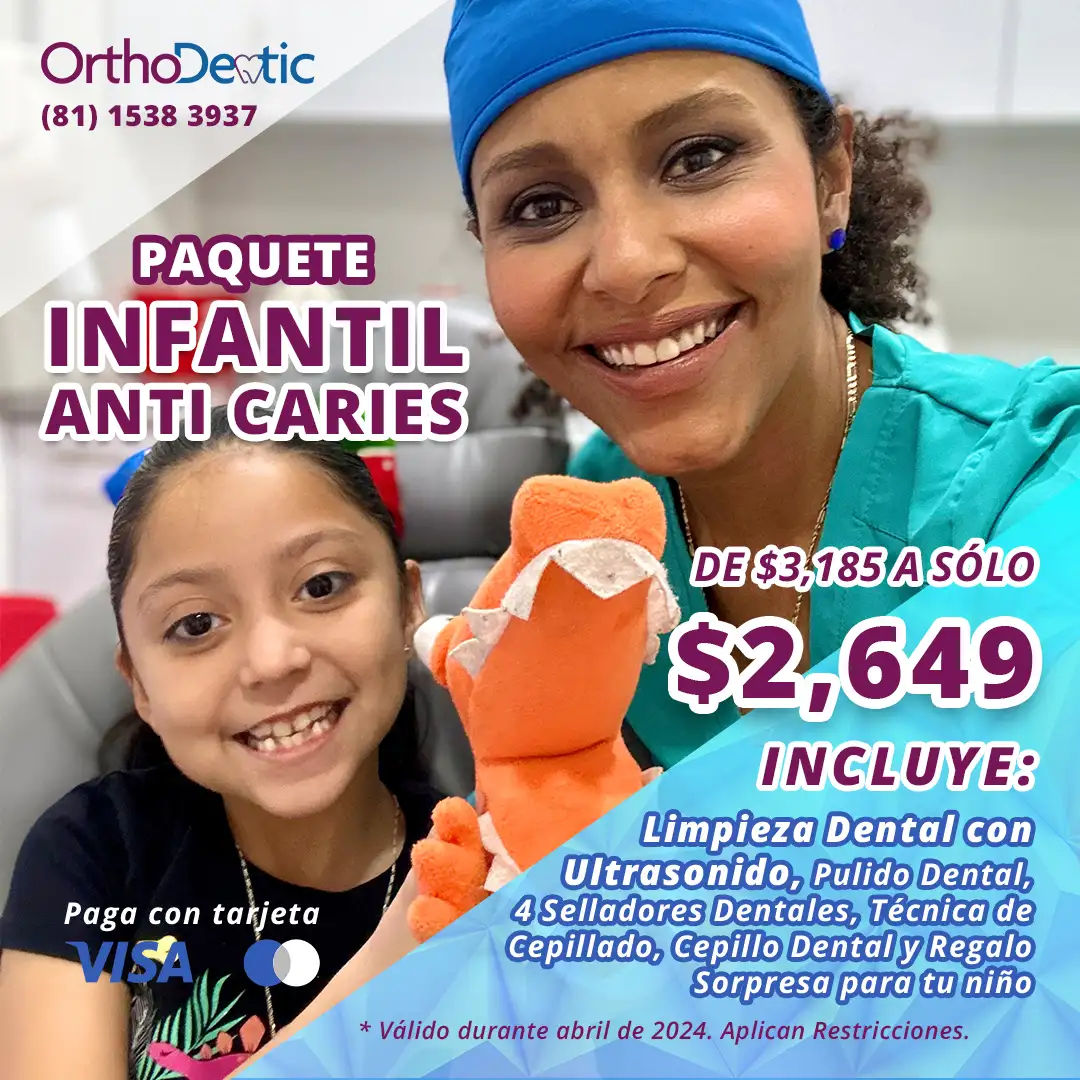 OrthoDentic
(81) 1538 3937
PAQUETE
INFANTIL
ANTI CARIES
DE $3,185 A SÓLO
$2,649
INCLUYE:
Limpieza Dental con
Ultrasonido, Pulido Dental,
4 Selladores Dentales, Técnica de
Cepillado, Cepillo Dental y Regalo
Sorpresa para tu niño
Paga con tarjeta
VISA
* Válido durante abril de 2024. Aplican Restricciones.